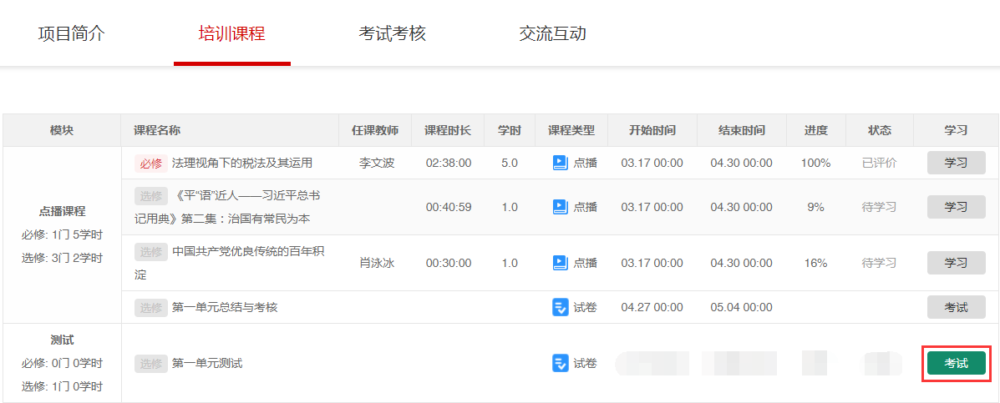 项目简介 培训课程 考试考核 交流互动
模块 课程名称 任课教师 课程时长 学时 课程类型 开始时间 结束时间 进度 状态 学习
点播课程
必修: 1门 5学时
选修: 3门 2学时
必修 法理视角下的税法及其运用 李文波 02:38:00 5.0 点播 03.17 00:00 04.30 00:00 100% 已评价 学习
选修 《平“语”近人——习近平总书
记用典》第二集：治国有常民为本 00:40:59 1.0 点播 03.17 00:00 04.30 00:00 9% 待学习 学习
选修 中国共产党优良传统的百年积
淀 肖泳冰 00:30:00 1.0 点播 03.17 00:00 04.30 00:00 16% 待学习 学习
选修 第一单元总结与考核 试卷 04.27 00:00 05.04 00:00 考试
测试
必修: 0门 0学时
选修: 1门 0学时
选修 第一单元测试 试卷 考试